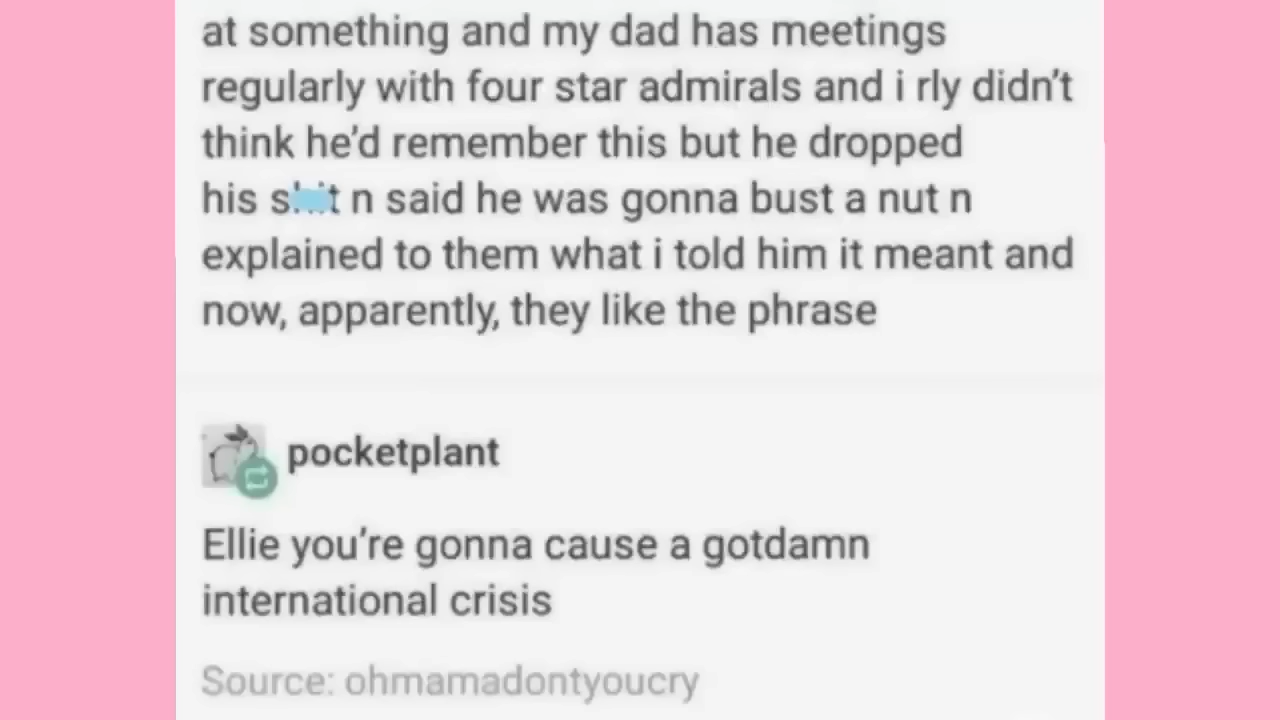 at something and my dad has meetings
regularly with four star admirals and i rly didn't
think he'd remember this but he dropped
his shit n said he was gonna bust a nut n
explained to them what i told him it meant and
now, apparently, they like the phrase
pocketplant
Ellie you're gonna cause a gotdamn
international crisis
Source: ohmamadontyoucry